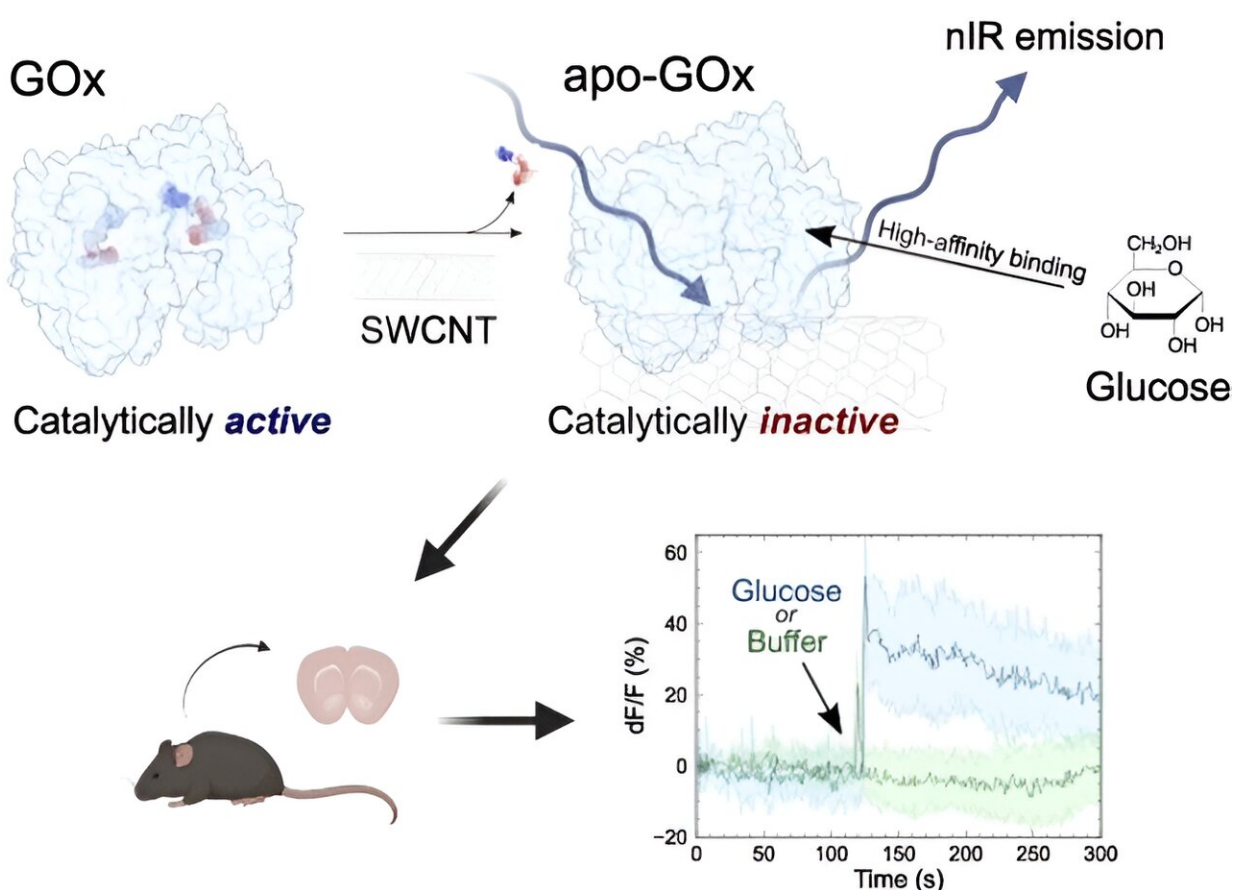 nIR emission
GOx
apo-GOx
High-affinity binding
CH₂OH
O
OH
OH
OH
OH
SWCNT
Glucose
Catalytically active
Catalytically inactive
60
40
20
0
−20
dF/F (%)
Glucose
or
Buffer
0
50
100
150
200
250
300
Time (s)